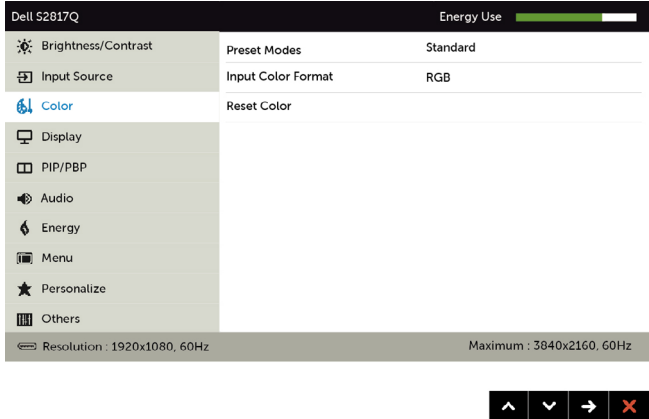 Dell S2817Q Energy Use
Brightness/Contrast
Input Source
Color
Display
PIP/PBP
Audio
Energy
Menu
Personalize
Others
Preset Modes Standard
Input Color Format RGB
Reset Color
Resolution : 1920x1080, 60Hz Maximum : 3840x2160, 60Hz